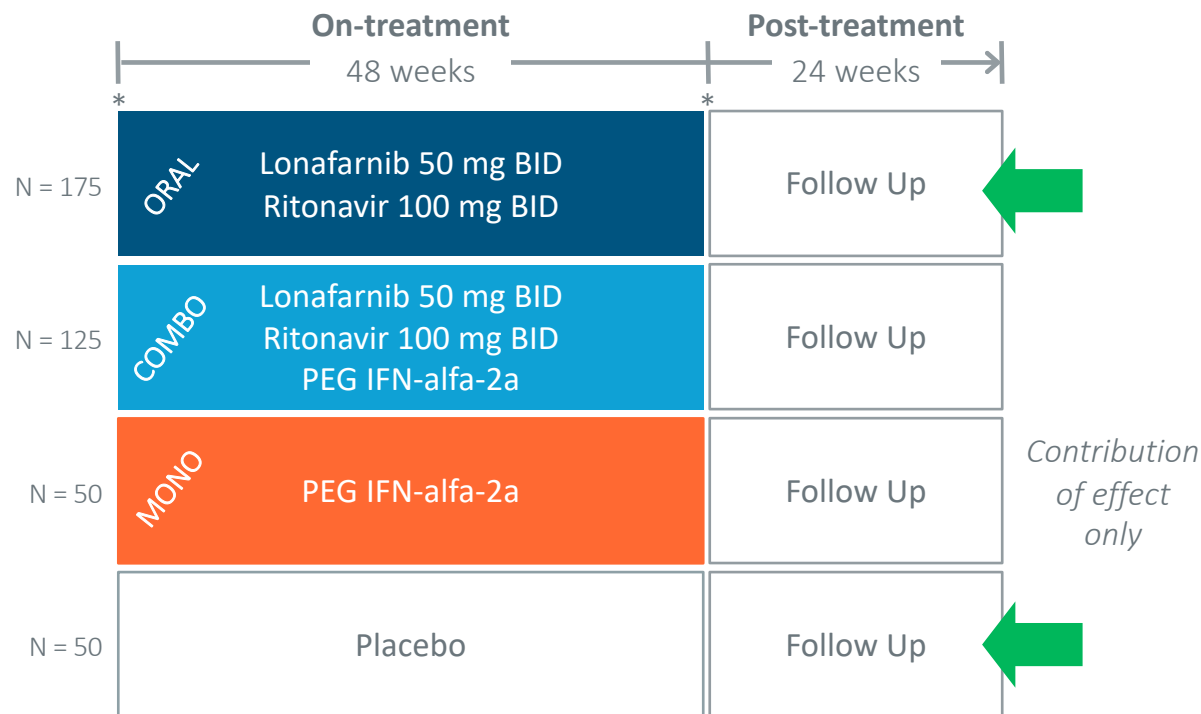 On-treatment
Post-treatment
48 weeks
24 weeks
*
*
N = 175
ORAL
Lonafarnib 50 mg BID
Ritonavir 100 mg BID
Follow Up
N = 125
COMBO
Lonafarnib 50 mg BID
Ritonavir 100 mg BID
PEG IFN-alfa-2a
Follow Up
N = 50
MONO
PEG IFN-alfa-2a
Follow Up
Contribution
of effect
only
N = 50
Placebo
Follow Up